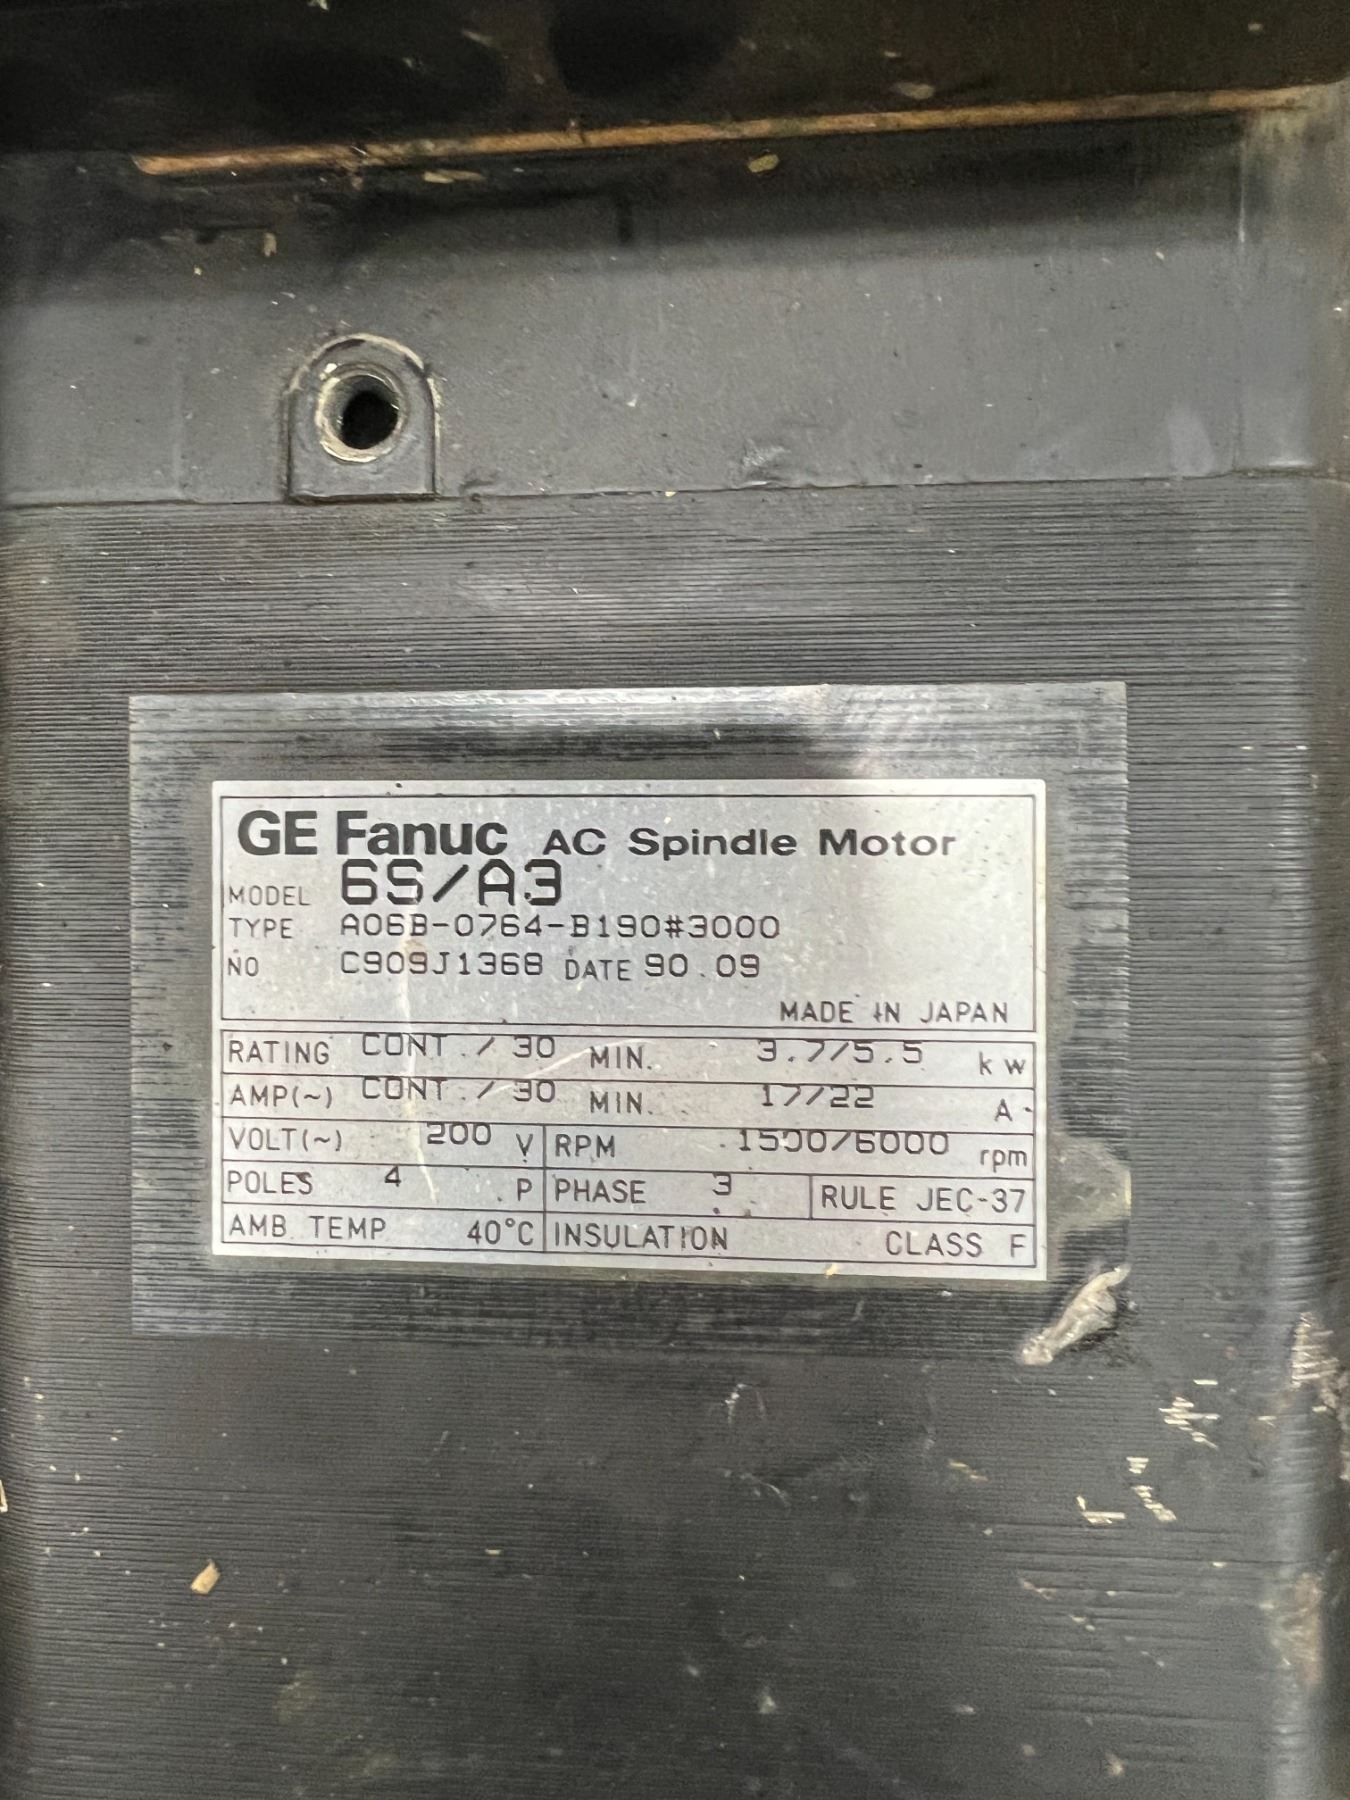 GE Fanuc AC Spindle Motor
MODEL 6S/A3
TYPE A06B-0764-B190#3000
NO C909J1368 DATE 90.09
MADE IN JAPAN
RATING CONT./30 MIN. 3.7/5.5 kW
AMP(~) CONT./30 MIN. 17/22 A
VOLT(~) 200 V RPM 1500/6000 rpm
POLES 4 P PHASE 3 RULE JEC-37
AMB TEMP 40°C INSULATION CLASS F